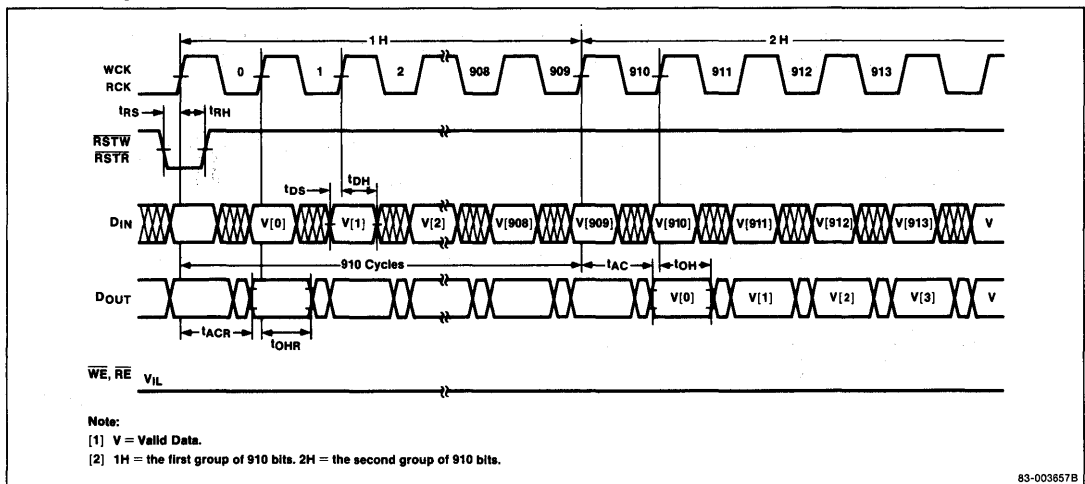 1 H
2 H
WCK
RCK
0
1
2
908
909
910
911
912
913
tRS
tRH
RSTW
RSTR
tDS
tDH
DIN
V[0]
V[1]
V[2]
V[908]
V[909]
V[910]
V[911]
V[912]
V[913]
V
910 Cycles
tAC
tOH
DOUT
V[0]
V[1]
V[2]
V[3]
V
tACR
tOHR
WE, RE
VIL
Note:
[1] V = Valid Data.
[2] 1H = the first group of 910 bits. 2H = the second group of 910 bits.
83-003657B